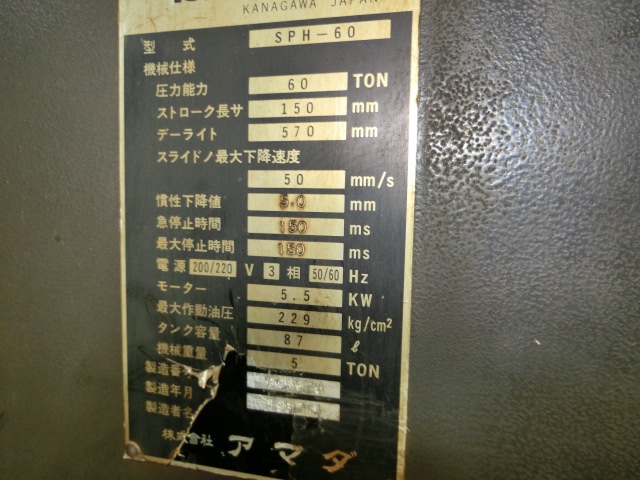 KANAGAWA JAPAN
型式 SPH-60
機械仕様
圧力能力 60 TON
ストローク長サ 150 mm
デーライト 570 mm
スライドノ最大下降速度
50 mm/s
慣性下降値 5.0 mm
急停止時間 150 ms
最大停止時間 150 ms
電源 200/220 V 3 相 50/60 Hz
モーター 5.5 KW
最大作動油圧 229 kg/cm²
タンク容量 87 ℓ
機械重量 5 TON
製造番号
製造年月
製造者名
株式会社 アマダ